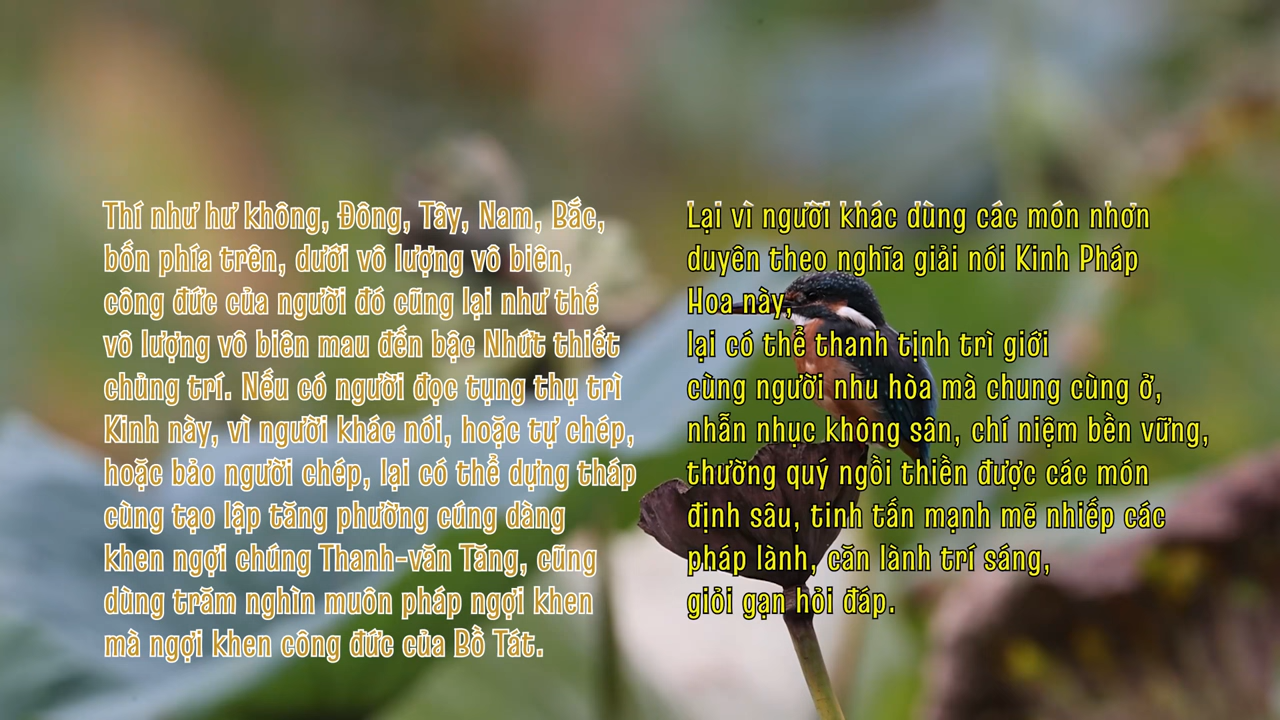 Thí như hư không, Đông, Tây, Nam, Bắc,
bốn phía trên, dưới vô lượng vô biên,
công đức của người đó cũng lại như thế
vô lượng vô biên mau đến bậc Nhứt thiết
chủng trí. Nếu có người đọc tụng thụ trì
Kinh này, vì người khác nói, hoặc tự chép,
hoặc bảo người chép, lại có thể dựng tháp
cùng tạo lập tăng phường cúng dàng
khen ngợi chúng Thanh-văn Tăng, cũng
dùng trăm nghìn muôn pháp ngợi khen
mà ngợi khen công đức của Bồ Tát.
Lại vì người khác dùng các món nhơn
duyên theo nghĩa giải nói Kinh Pháp
Hoa này,
lại có thể thanh tịnh trì giới
cùng người nhu hòa mà chung cùng ở,
nhẫn nhục không sân, chí niệm bền vững,
thường quý ngồi thiền được các món
định sâu, tinh tấn mạnh mẽ nhiếp các
pháp lành, căn lành trí sáng,
giỏi gạn hỏi đáp.